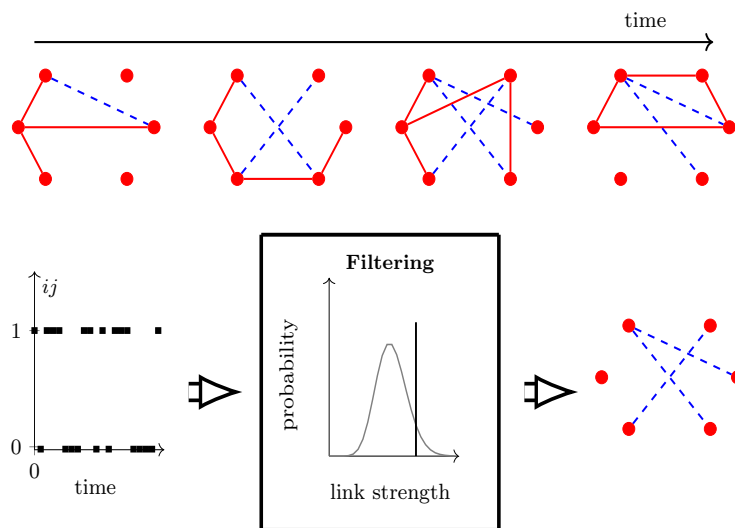 time
ij
1
0
0
time
Filtering
probability
link strength